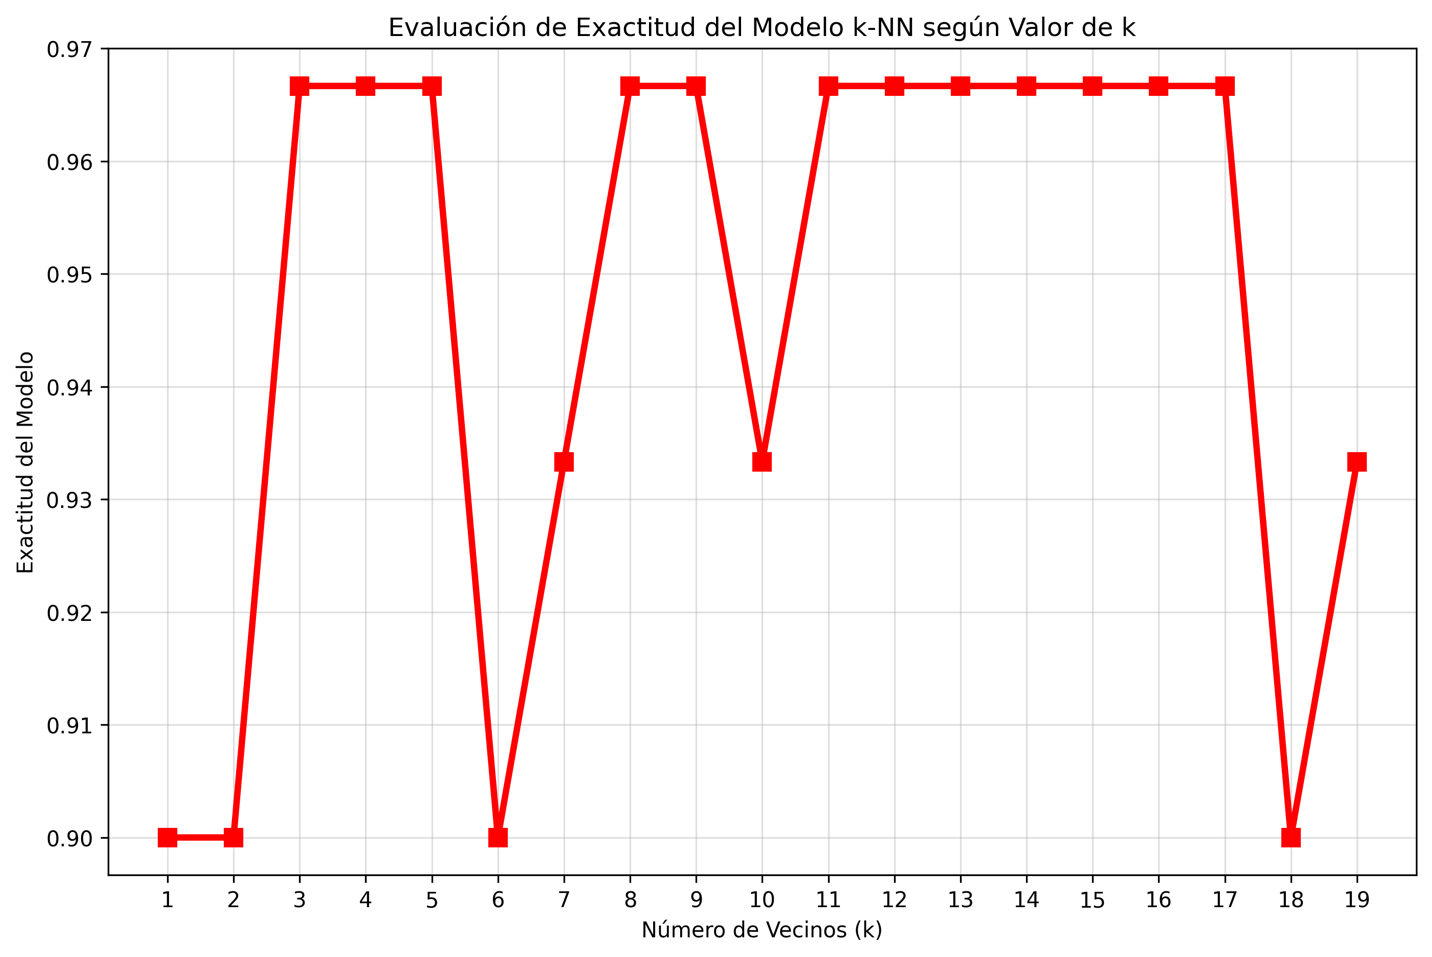 Evaluación de Exactitud del Modelo k-NN según Valor de k
Exactitud del Modelo
0.97
0.96
0.95
0.94
0.93
0.92
0.91
0.90
1 2 3 4 5 6 7 8 9 10 11 12 13 14 15 16 17 18 19
Número de Vecinos (k)